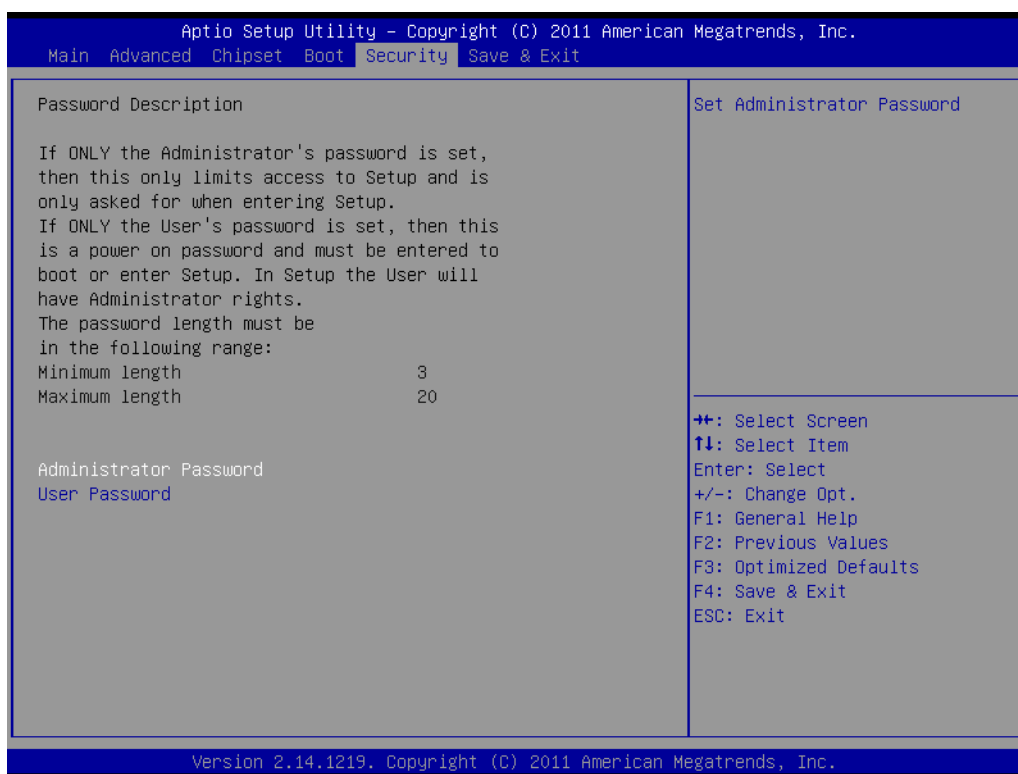 Aptio Setup Utility – Copyright (C) 2011 American Megatrends, Inc.
Main Advanced Chipset Boot Security Save & Exit
Password Description
If ONLY the Administrator's password is set,
then this only limits access to Setup and is
only asked for when entering Setup.
If ONLY the User's password is set, then this
is a power on password and must be entered to
boot or enter Setup. In Setup the User will
have Administrator rights.
The password length must be
in the following range:
Minimum length 3
Maximum length 20
Administrator Password
User Password
Set Administrator Password
→←: Select Screen
↑↓: Select Item
Enter: Select
+/-: Change Opt.
F1: General Help
F2: Previous Values
F3: Optimized Defaults
F4: Save & Exit
ESC: Exit
Version 2.14.1219. Copyright (C) 2011 American Megatrends, Inc.